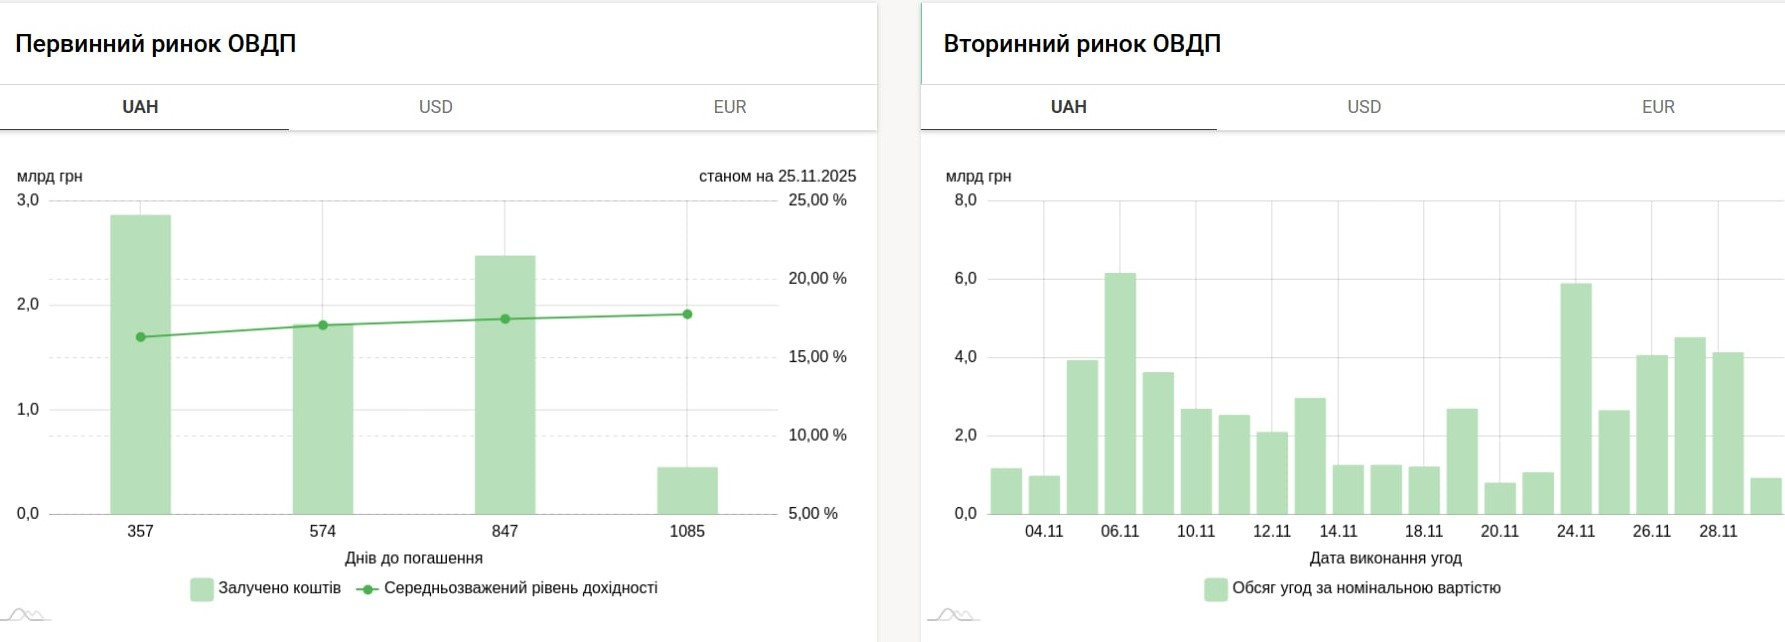 Первинний ринок ОВДП
UAH USD EUR
млрд грн станом на 25.11.2025
3,0 25,00 %
20,00 %
2,0
15,00 %
1,0
10,00 %
0,0 5,00 %
357 574 847 1085
Днів до погашення
Залучено коштів Середньозважений рівень дохідності
Вторинний ринок ОВДП
UAH USD EUR
млрд грн
8,0
6,0
4,0
2,0
0,0
04.11 06.11 10.11 12.11 14.11 18.11 20.11 24.11 26.11 28.11
Дата виконання угод
Обсяг угод за номінальною вартістю